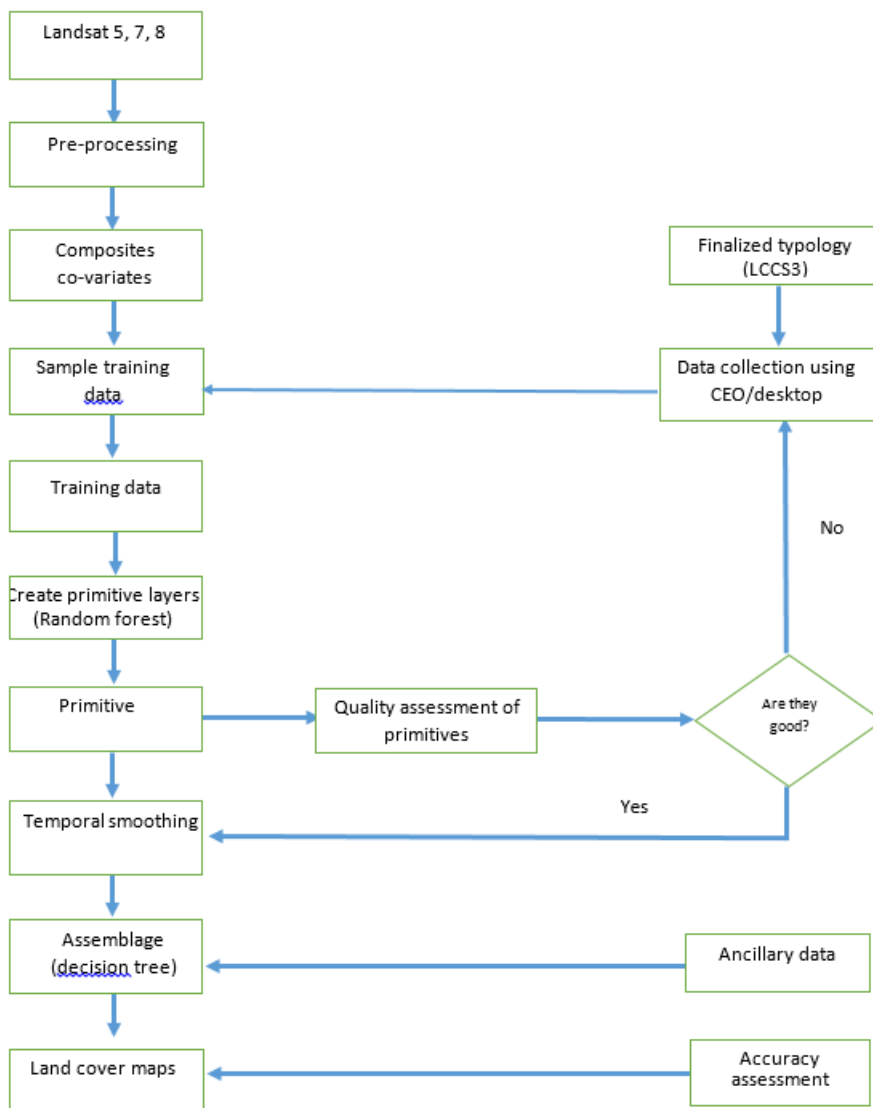 Landsat 5, 7, 8
Pre-processing
Composites
co-variates
Finalized typology
(LCCS3)
Sample training
data
Data collection using
CEO/desktop
Training data
No
Create primitive layers
(Random forest)
Primitive
Quality assessment of
primitives
Are they
good?
Yes
Temporal smoothing
Assemblage
(decision tree)
Ancillary data
Land cover maps
Accuracy
assessment